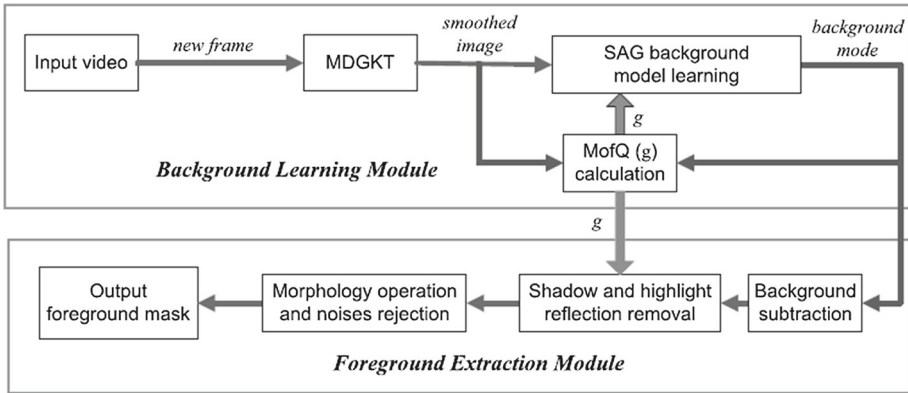 smoothed
image
background
mode
new frame
Input video
MDGKT
SAG background
model learning
g
MofQ (g)
calculation
Background Learning Module
g
Output
foreground mask
Morphology operation
and noises rejection
Shadow and highlight
reflection removal
Background
subtraction
Foreground Extraction Module